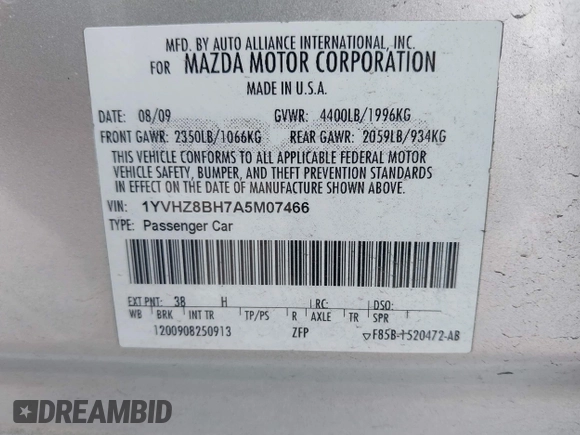 MFD. BY AUTO ALLIANCE INTERNATIONAL, INC.
FOR MAZDA MOTOR CORPORATION
MADE IN U.S.A.
DATE: 08/09 GVWR: 4400LB/1996KG
FRONT GAWR: 2350LB/1066KG REAR GAWR: 2059LB/934KG
THIS VEHICLE CONFORMS TO ALL APPLICABLE FEDERAL MOTOR
VEHICLE SAFETY, BUMPER, AND THEFT PREVENTION STANDARDS
IN EFFECT ON THE DATE OF MANUFACTURE SHOWN ABOVE.
VIN: 1YVHZ8BH7A5M07466
TYPE: Passenger Car
EXT PNT: 38 H RC: DSO:
WB BRK INT TR TP/PS R AXLE TR SPR
1200908250913 ZFP F85B-1520472-AB
DREAMBID